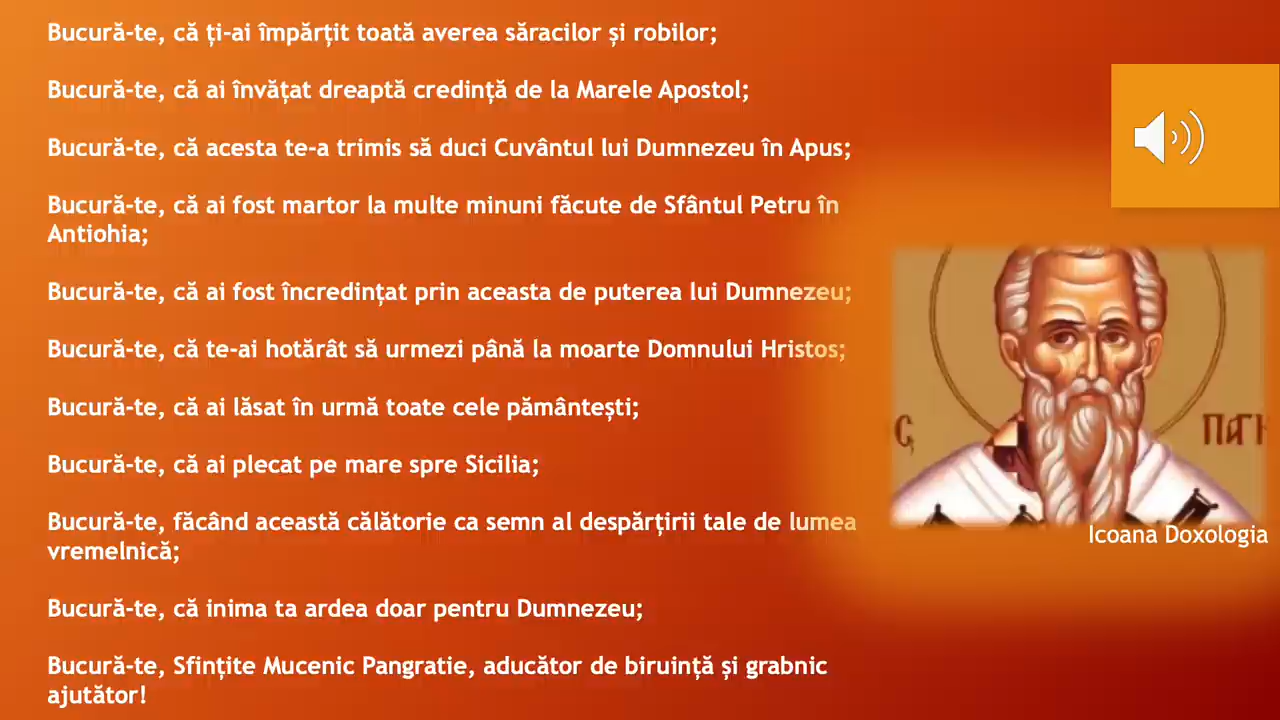 Bucură-te, că ți-ai împărțit toată averea săracilor și robilor;
Bucură-te, că ai învățat dreaptă credință de la Marele Apostol;
Bucură-te, că acesta te-a trimis să duci Cuvântul lui Dumnezeu în Apus;
Bucură-te, că ai fost martor la multe minuni făcute de Sfântul Petru în
Antiohia;
Bucură-te, că ai fost încredințat prin aceasta de puterea lui Dumnezeu;
Bucură-te, că te-ai hotărât să urmezi până la moarte Domnului Hristos;
Bucură-te, că ai lăsat în urmă toate cele pământești;
Bucură-te, că ai plecat pe mare spre Sicilia;
Bucură-te, făcând această călătorie ca semn al despărțirii tale de lumea
vremelnică;
Bucură-te, că inima ta ardea doar pentru Dumnezeu;
Bucură-te, Sfințite Mucenic Pangratie, aducător de biruință și grabnic
ajutător!
Icoana Doxologia